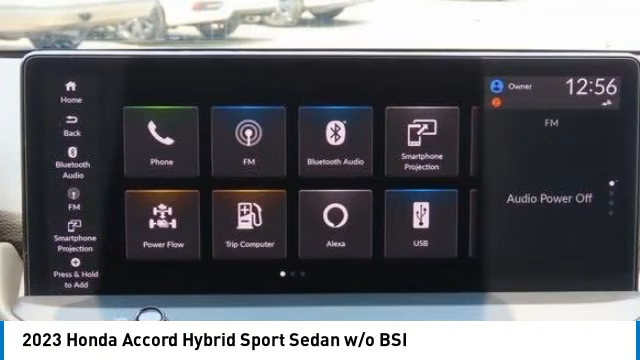 Home
Back
Bluetooth
Audio
FM
Smartphone
Projection
Press & Hold
to Add
Phone
FM
Bluetooth Audio
Smartphone
Projection
Power Flow
Trip Computer
Alexa
USB
Owner
12:56
FM
Audio Power Off
2023 Honda Accord Hybrid Sport Sedan w/o BSI